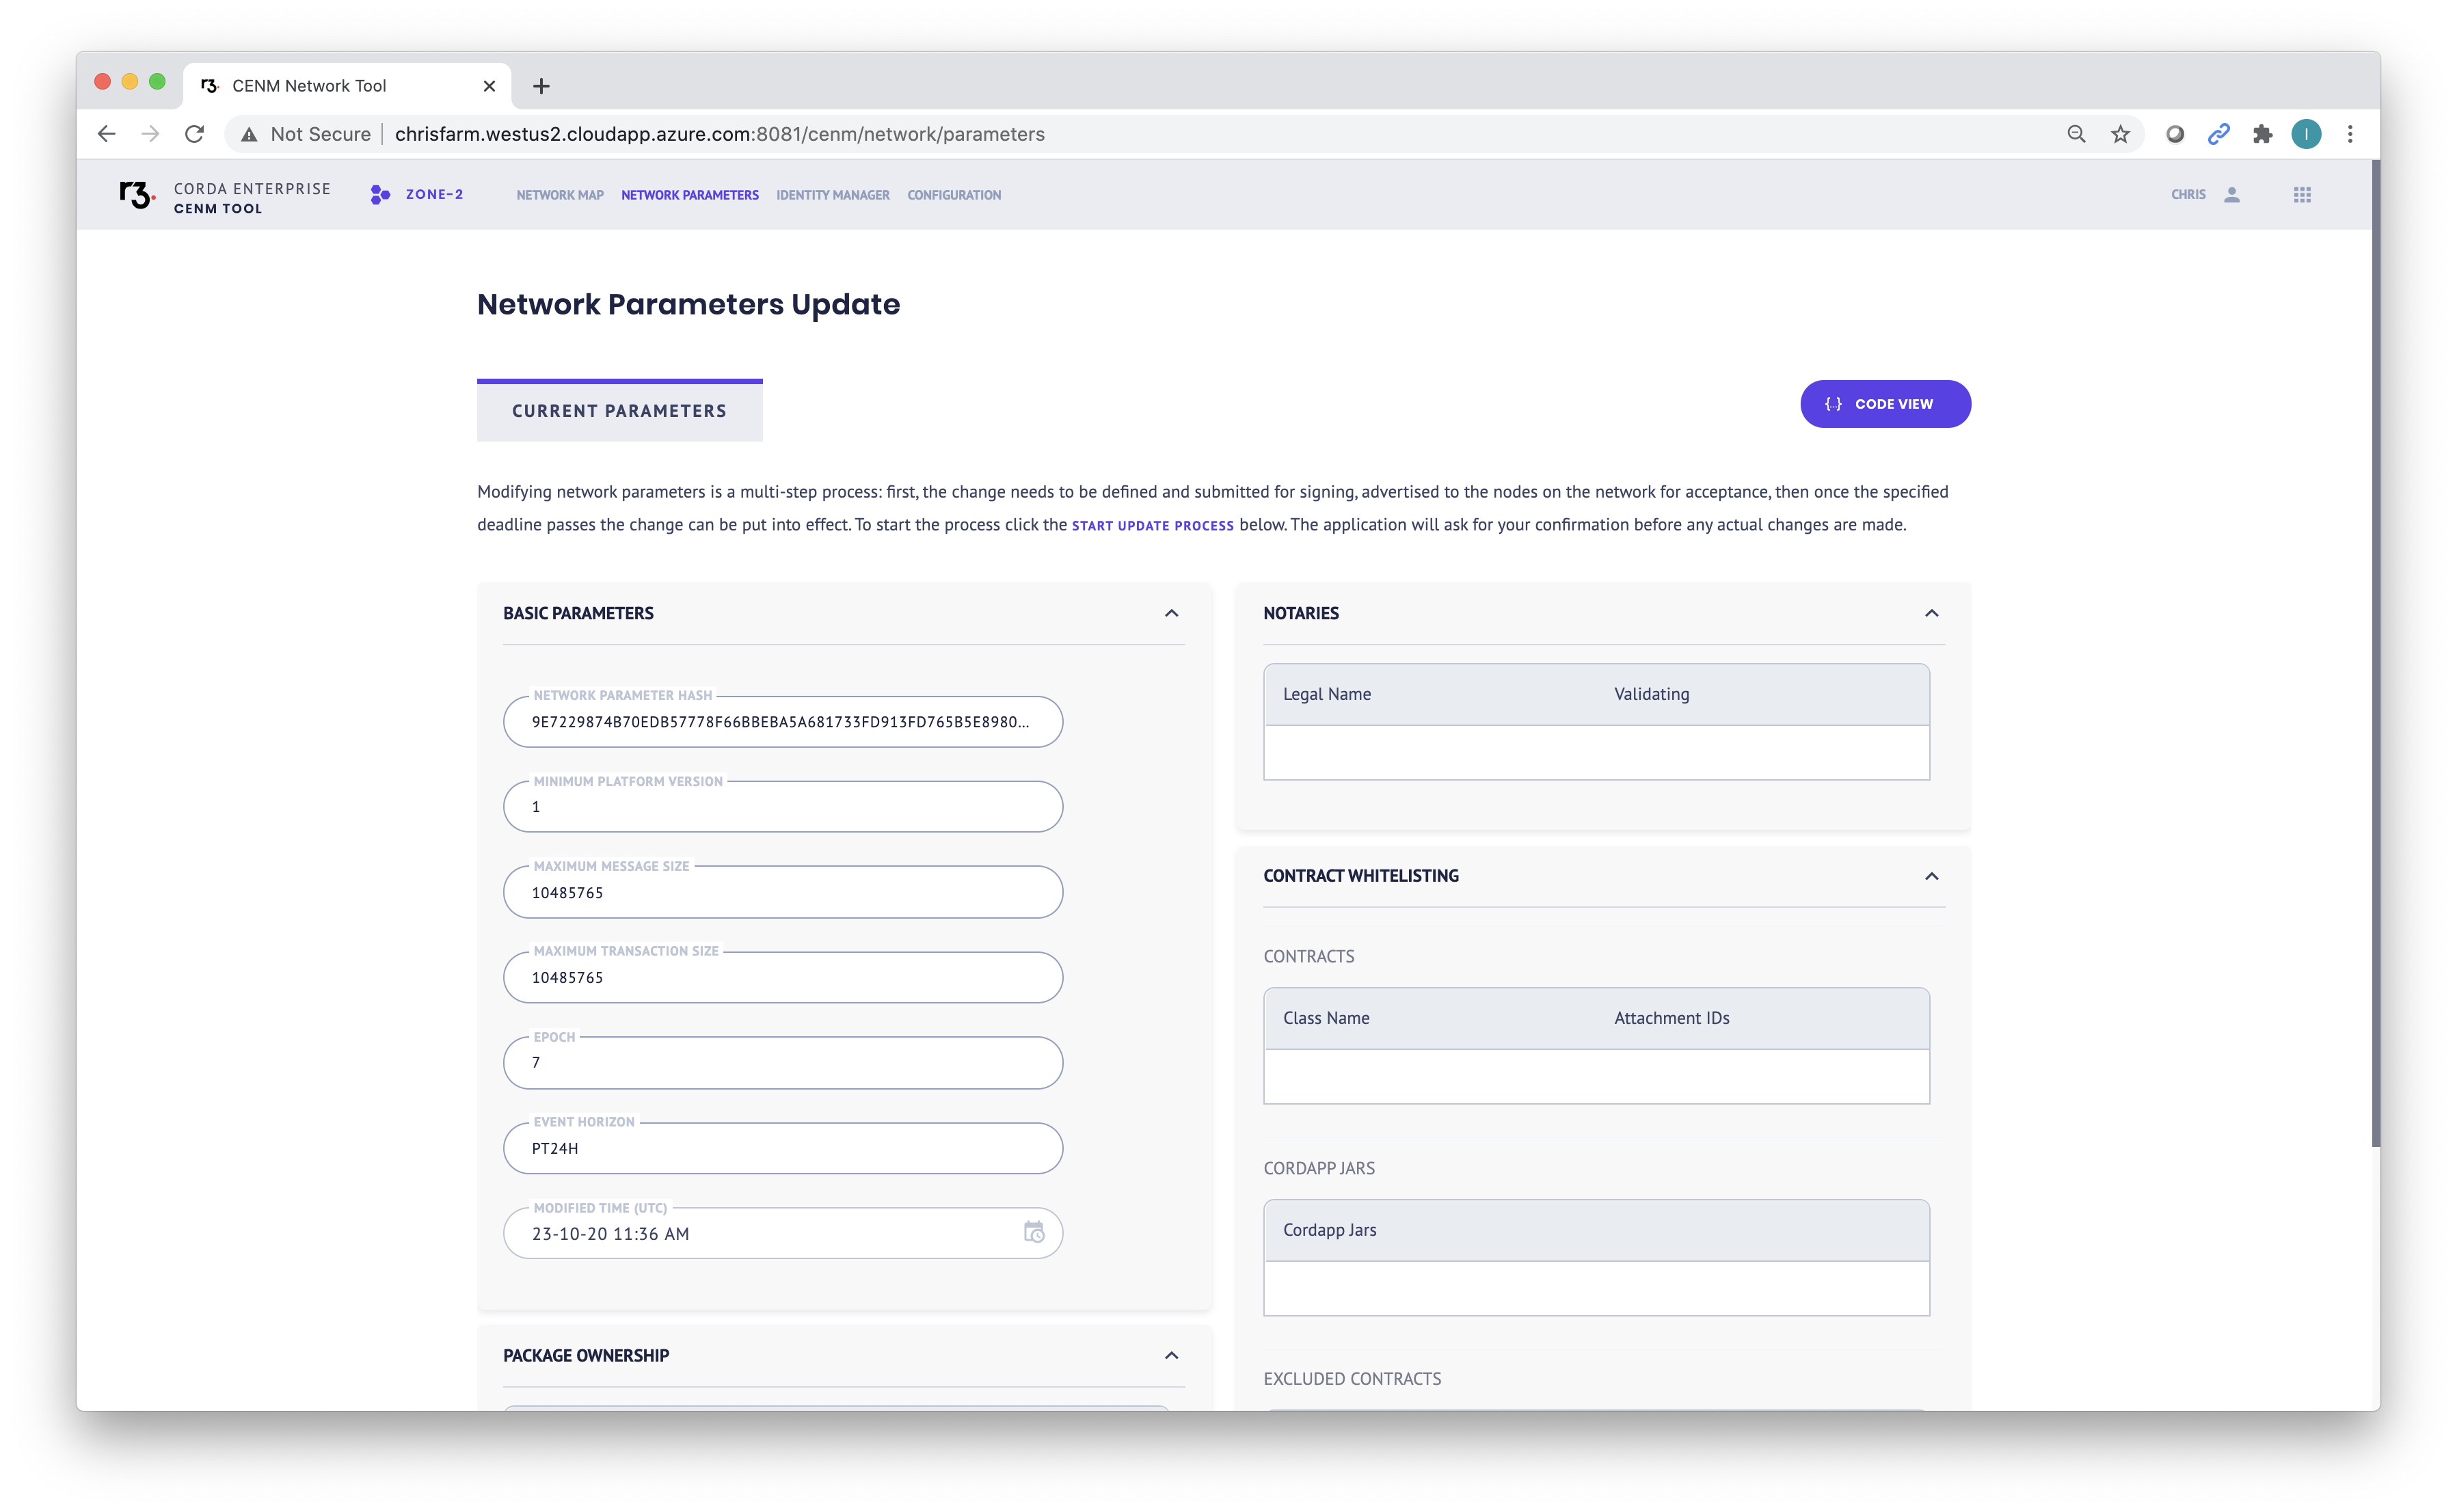 r3. CENM Network Tool
Not Secure chrisfarm.westus2.cloudapp.azure.com:8081/cenm/network/parameters
I
r3.
CORDA ENTERPRISE
CENM TOOL
ZONE-2
NETWORK MAP NETWORK PARAMETERS IDENTITY MANAGER CONFIGURATION
CHRIS
Network Parameters Update
CURRENT PARAMETERS
{..} CODE VIEW
Modifying network parameters is a multi-step process: first, the change needs to be defined and submitted for signing, advertised to the nodes on the network for acceptance, then once the specified
deadline passes the change can be put into effect. To start the process click the START UPDATE PROCESS below. The application will ask for your confirmation before any actual changes are made.
BASIC PARAMETERS
NETWORK PARAMETER HASH
9E7229874B70EDB57778F66BBEBA5A681733FD913FD765B5E8980...
MINIMUM PLATFORM VERSION
1
MAXIMUM MESSAGE SIZE
10485765
MAXIMUM TRANSACTION SIZE
10485765
EPOCH
7
EVENT HORIZON
PT24H
MODIFIED TIME (UTC)
23-10-20 11:36 AM
PACKAGE OWNERSHIP
NOTARIES
Legal Name Validating
CONTRACT WHITELISTING
CONTRACTS
Class Name Attachment IDs
CORDAPP JARS
Cordapp Jars
EXCLUDED CONTRACTS